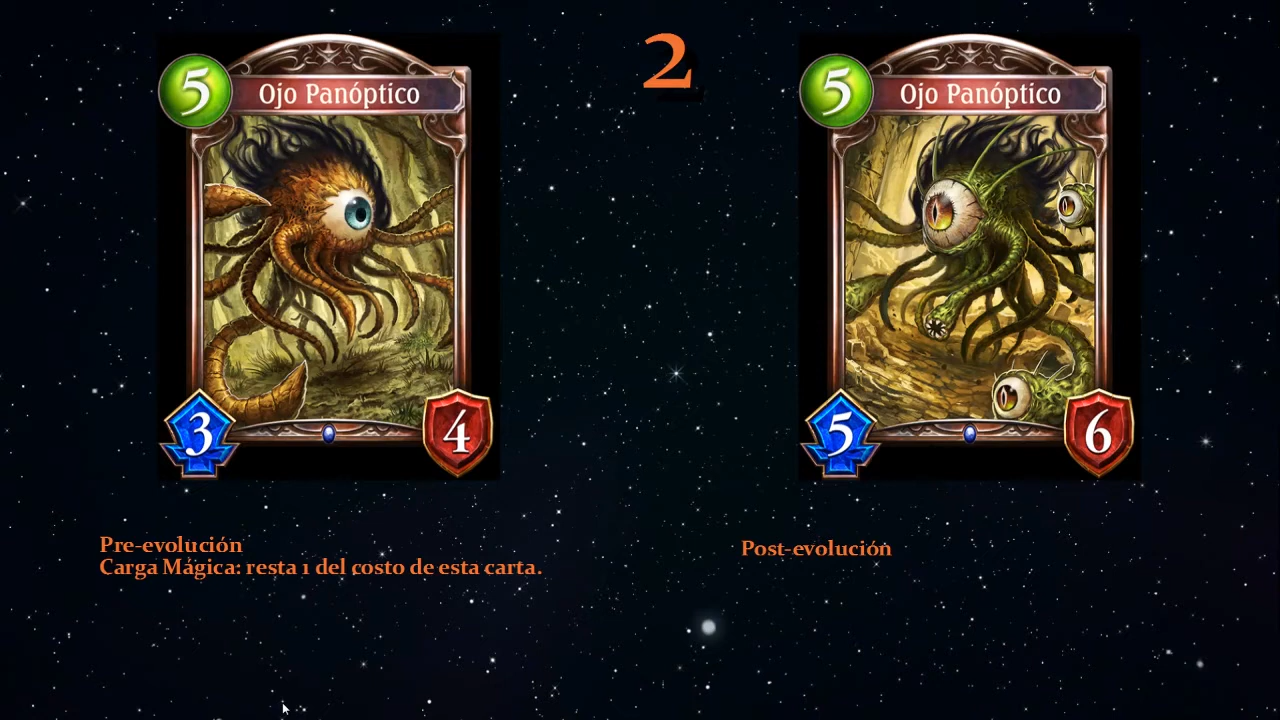 2
5
Ojo Panóptico
3
4
5
Ojo Panóptico
5
6
Pre-evolución
Carga Mágica: resta 1 del costo de esta carta.
Post-evolución